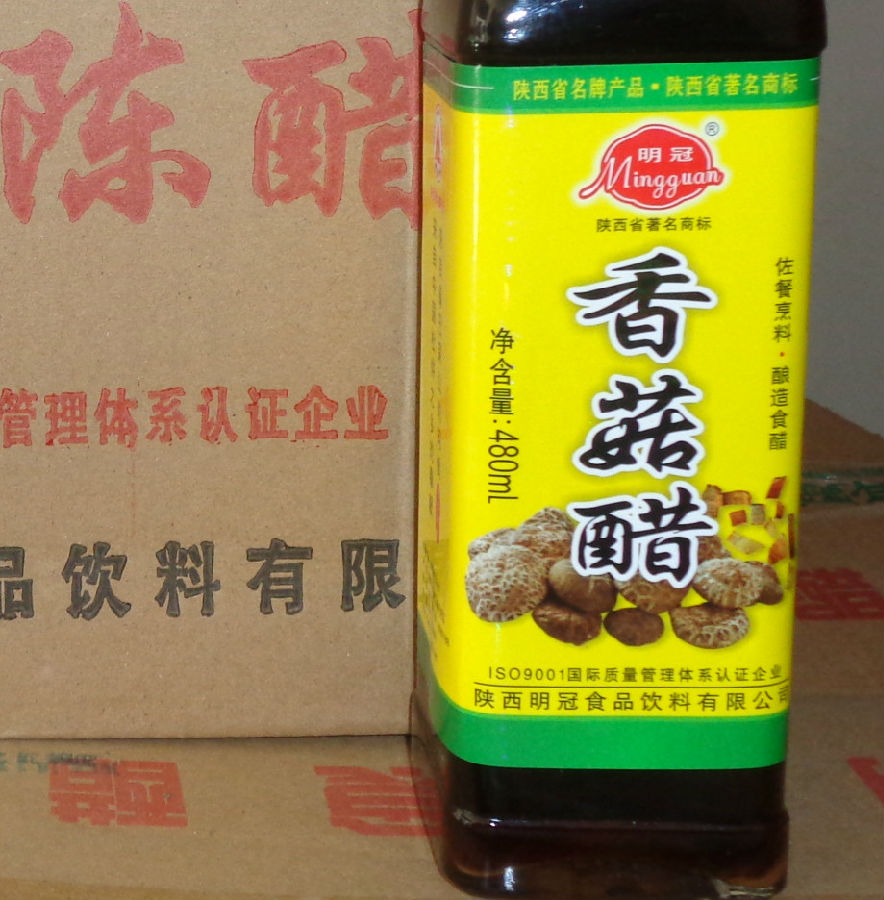 陈醋
管理体系认证企业
品饮料有限
陕西省名牌产品·陕西省著名商标
明冠®
Mingguan
陕西省著名商标
香菇醋
佐餐烹料·酿造食醋
净含量:480ml
ISO9001国际质量管理体系认证企业
陕西明冠食品饮料有限公司
醋